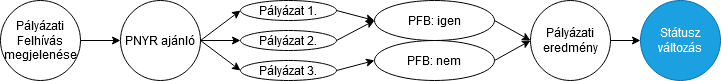 Pályázati
Felhívás
megjelenése
PNYR ajánló
Pályázat 1.
Pályázat 2.
Pályázat 3.
PFB: igen
PFB: nem
Pályázati
eredmény
Státusz
változás